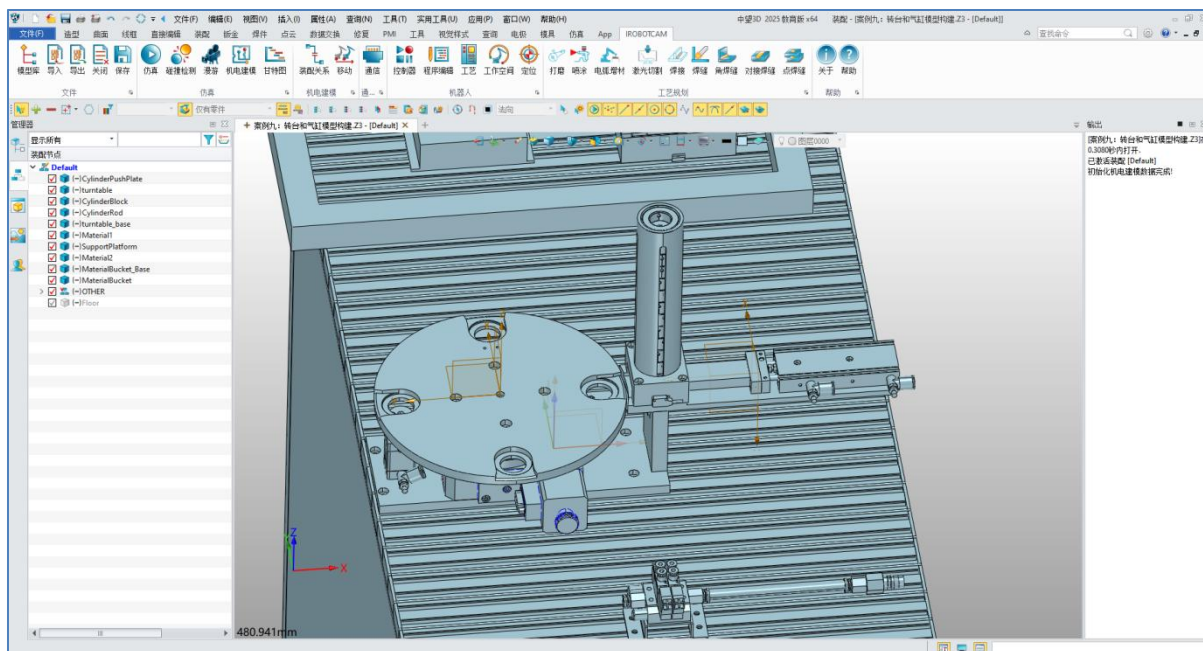 文件(F) 编辑(E) 视图(V) 插入(I) 属性(A) 查询(N) 工具(T) 实用工具(U) 应用(P) 窗口(W) 帮助(H)
中望3D 2025 教育版 x64 装配 - [案例九：转台和气缸模型构建.Z3 - [Default]]
文件(F) 造型 曲面 线框 直接编辑 装配 钣金 焊件 点云 数据交换 修复 PMI 工具 视觉样式 查询 电极 模具 仿真 App IROBOTCAM
查找命令
模型库 导入 导出 关闭 保存 仿真 碰撞检测 漫游 机电建模 甘特图 装配关系 移动 通信 控制器 程序编辑 工艺 工作空间 定位 打磨 喷涂 电弧增材 激光切割 焊接 焊缝 角焊缝 对接焊缝 点焊缝 关于 帮助
文件 仿真 机电建模 通... 机器人 工艺规划 帮助
仅有零件
法向
管理器
案例九：转台和气缸模型构建.Z3 - [Default]
输出
显示所有
图层0000
装配节点
Default
(-)CylinderPushPlate
(-)turntable
(-)CylinderBlock
(-)CylinderRod
(-)turntable_base
(-)Material1
(-)SupportPlatform
(-)Material2
(-)MaterialBucket_Base
(-)MaterialBucket
(-)OTHER
(-)Floor
[案例九：转台和气缸模型构建.Z3]
0.3080秒内打开.
已激活装配 [Default]
初始化机电建模数据完成!
Z
X
480.941mm